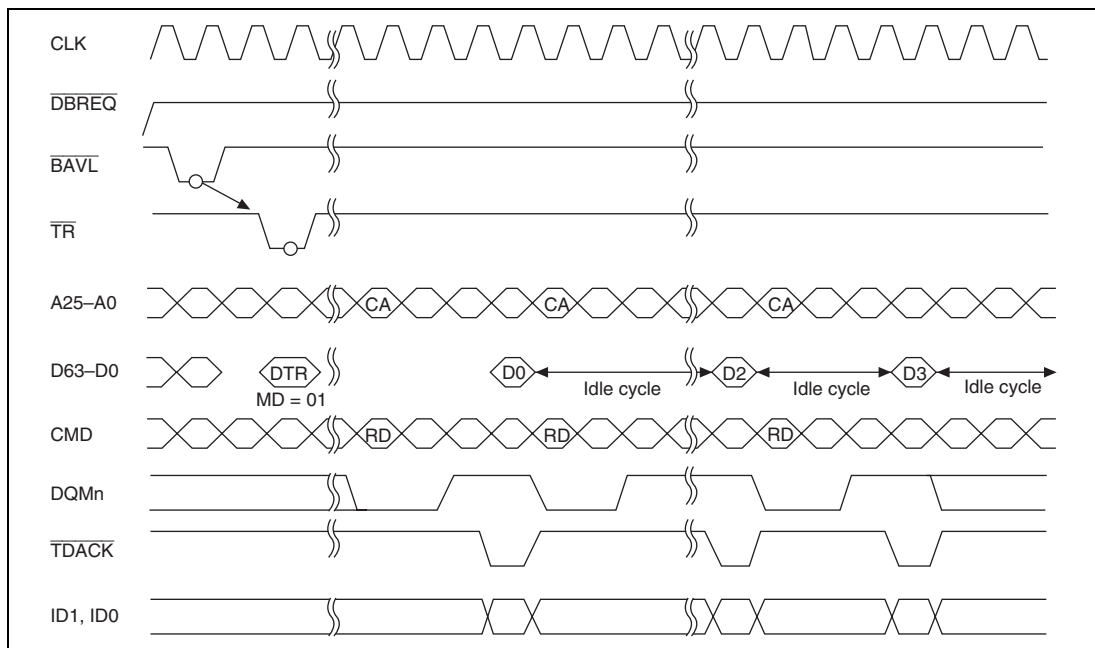 CLK
DBREQ
BAVL
TR
A25–A0 CA CA CA
D63–D0 DTR D0 D2 D3
Idle cycle Idle cycle Idle cycle
MD = 01
CMD RD RD RD
DQMn
TDACK
ID1, ID0